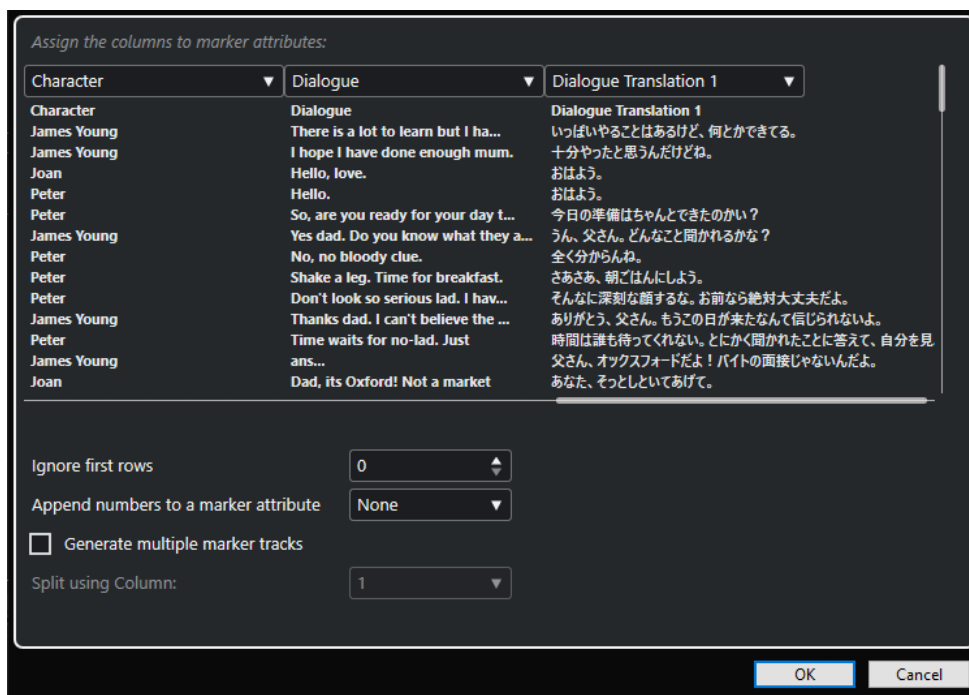 Assign the columns to marker attributes:
Character Dialogue Dialogue Translation 1
Character Dialogue Dialogue Translation 1
James Young There is a lot to learn but I ha... いっぱいやることはあるけど、何とかできてる。
James Young I hope I have done enough mum. 十分やったと思うんだけどね。
Joan Hello, love. おはよう。
Peter Hello. おはよう。
Peter So, are you ready for your day t... 今日の準備はちゃんとできたのかい？
James Young Yes dad. Do you know what they a... うん、父さん。どんなこと聞かれるかな？
Peter No, no bloody clue. 全く分からんね。
Peter Shake a leg. Time for breakfast. さあさあ、朝ごはんにしよう。
Peter Don't look so serious lad. I hav... そんなに深刻な顔するな。お前なら絶対大丈夫だよ。
James Young Thanks dad. I can't believe the ... ありがとう、父さん。もうこの日が来たなんて信じられないよ。
Peter Time waits for no-lad. Just 時間は誰も待ってくれない。とにかく聞かれたことに答えて、自分を見
James Young ans... 父さん、オックスフォードだよ！バイトの面接じゃないんだよ。
Joan Dad, its Oxford! Not a market あなた、そっとしといてあげて。
Ignore first rows 0
Append numbers to a marker attribute None
Generate multiple marker tracks
Split using Column: 1
OK Cancel